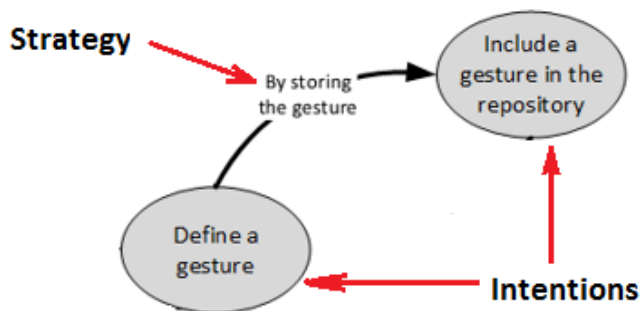 Strategy
Include a
gesture in the
repository
By storing
the gesture
Define a
gesture
Intentions